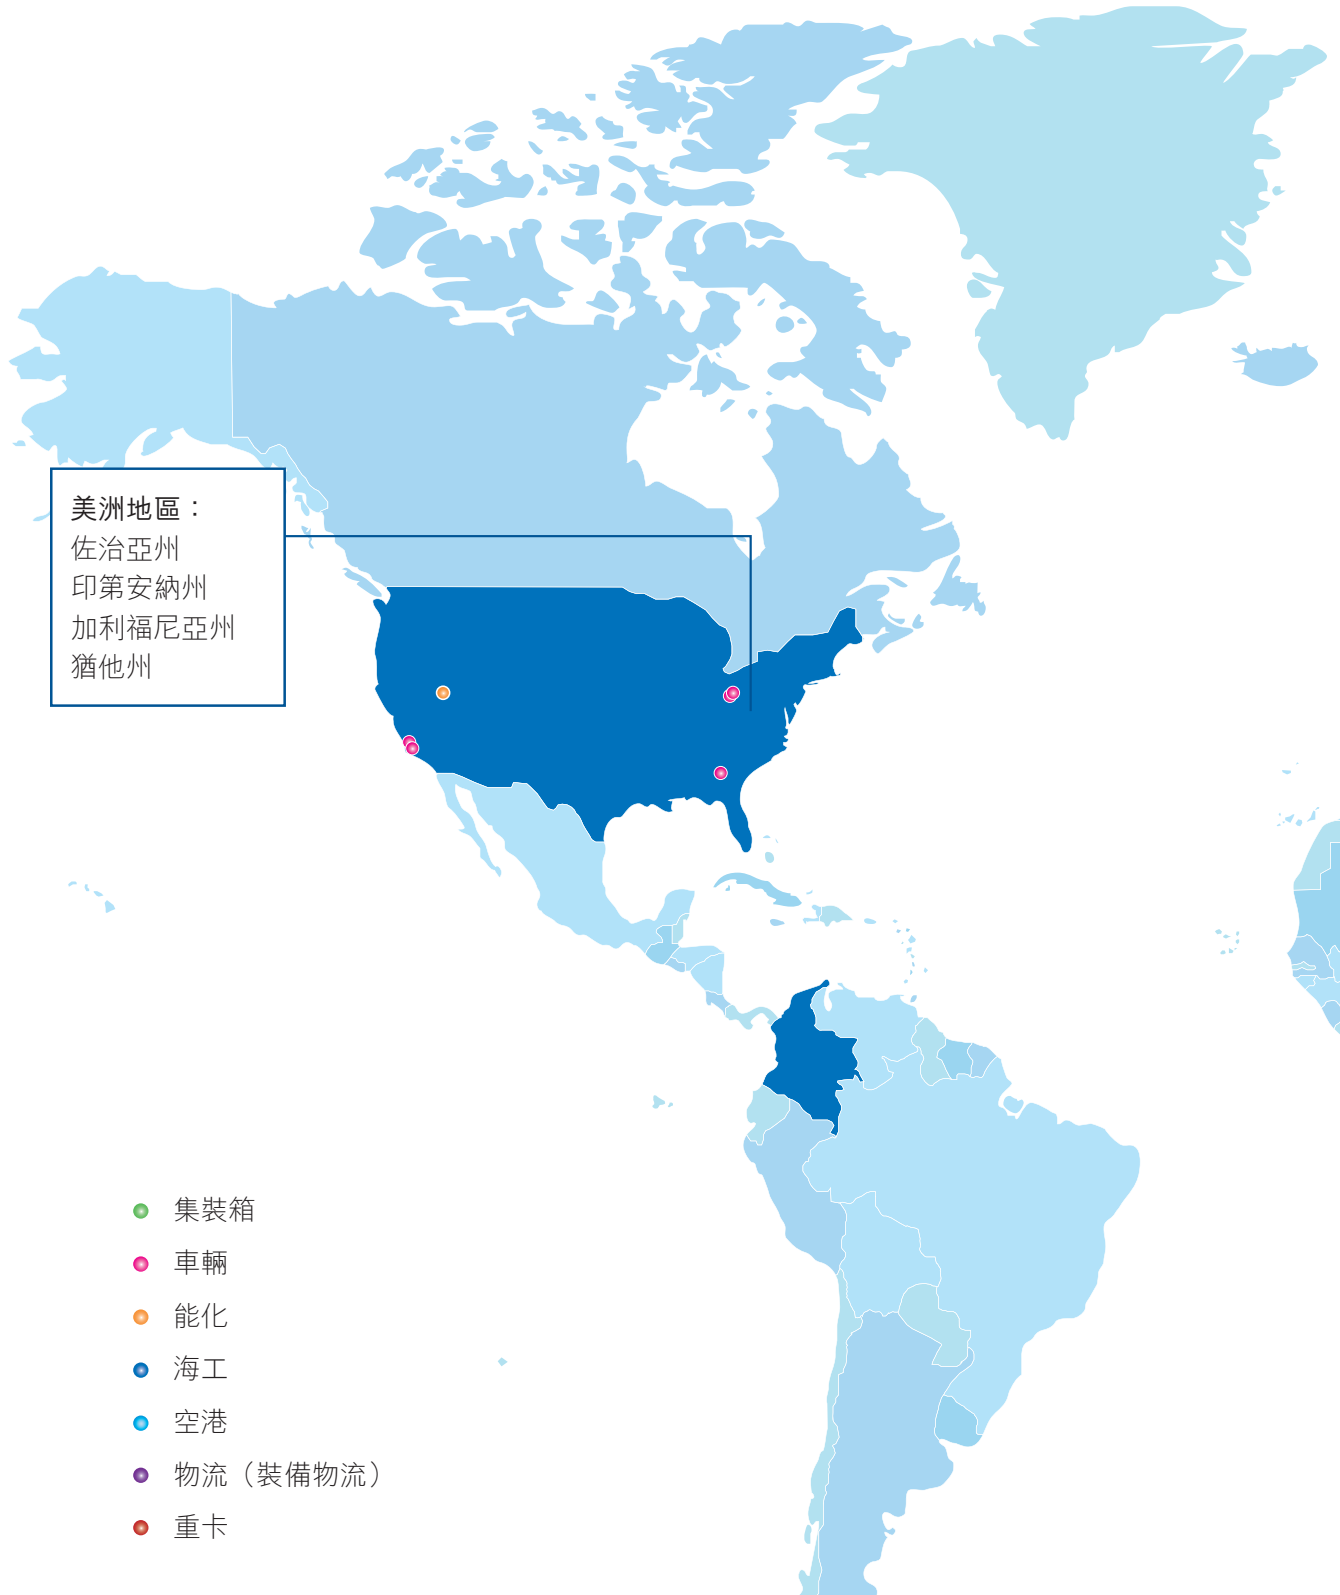 美洲地區：
佐治亞州
印第安納州
加利福尼亞州
猶他州
集裝箱
車輛
能化
海工
空港
物流（裝備物流）
重卡